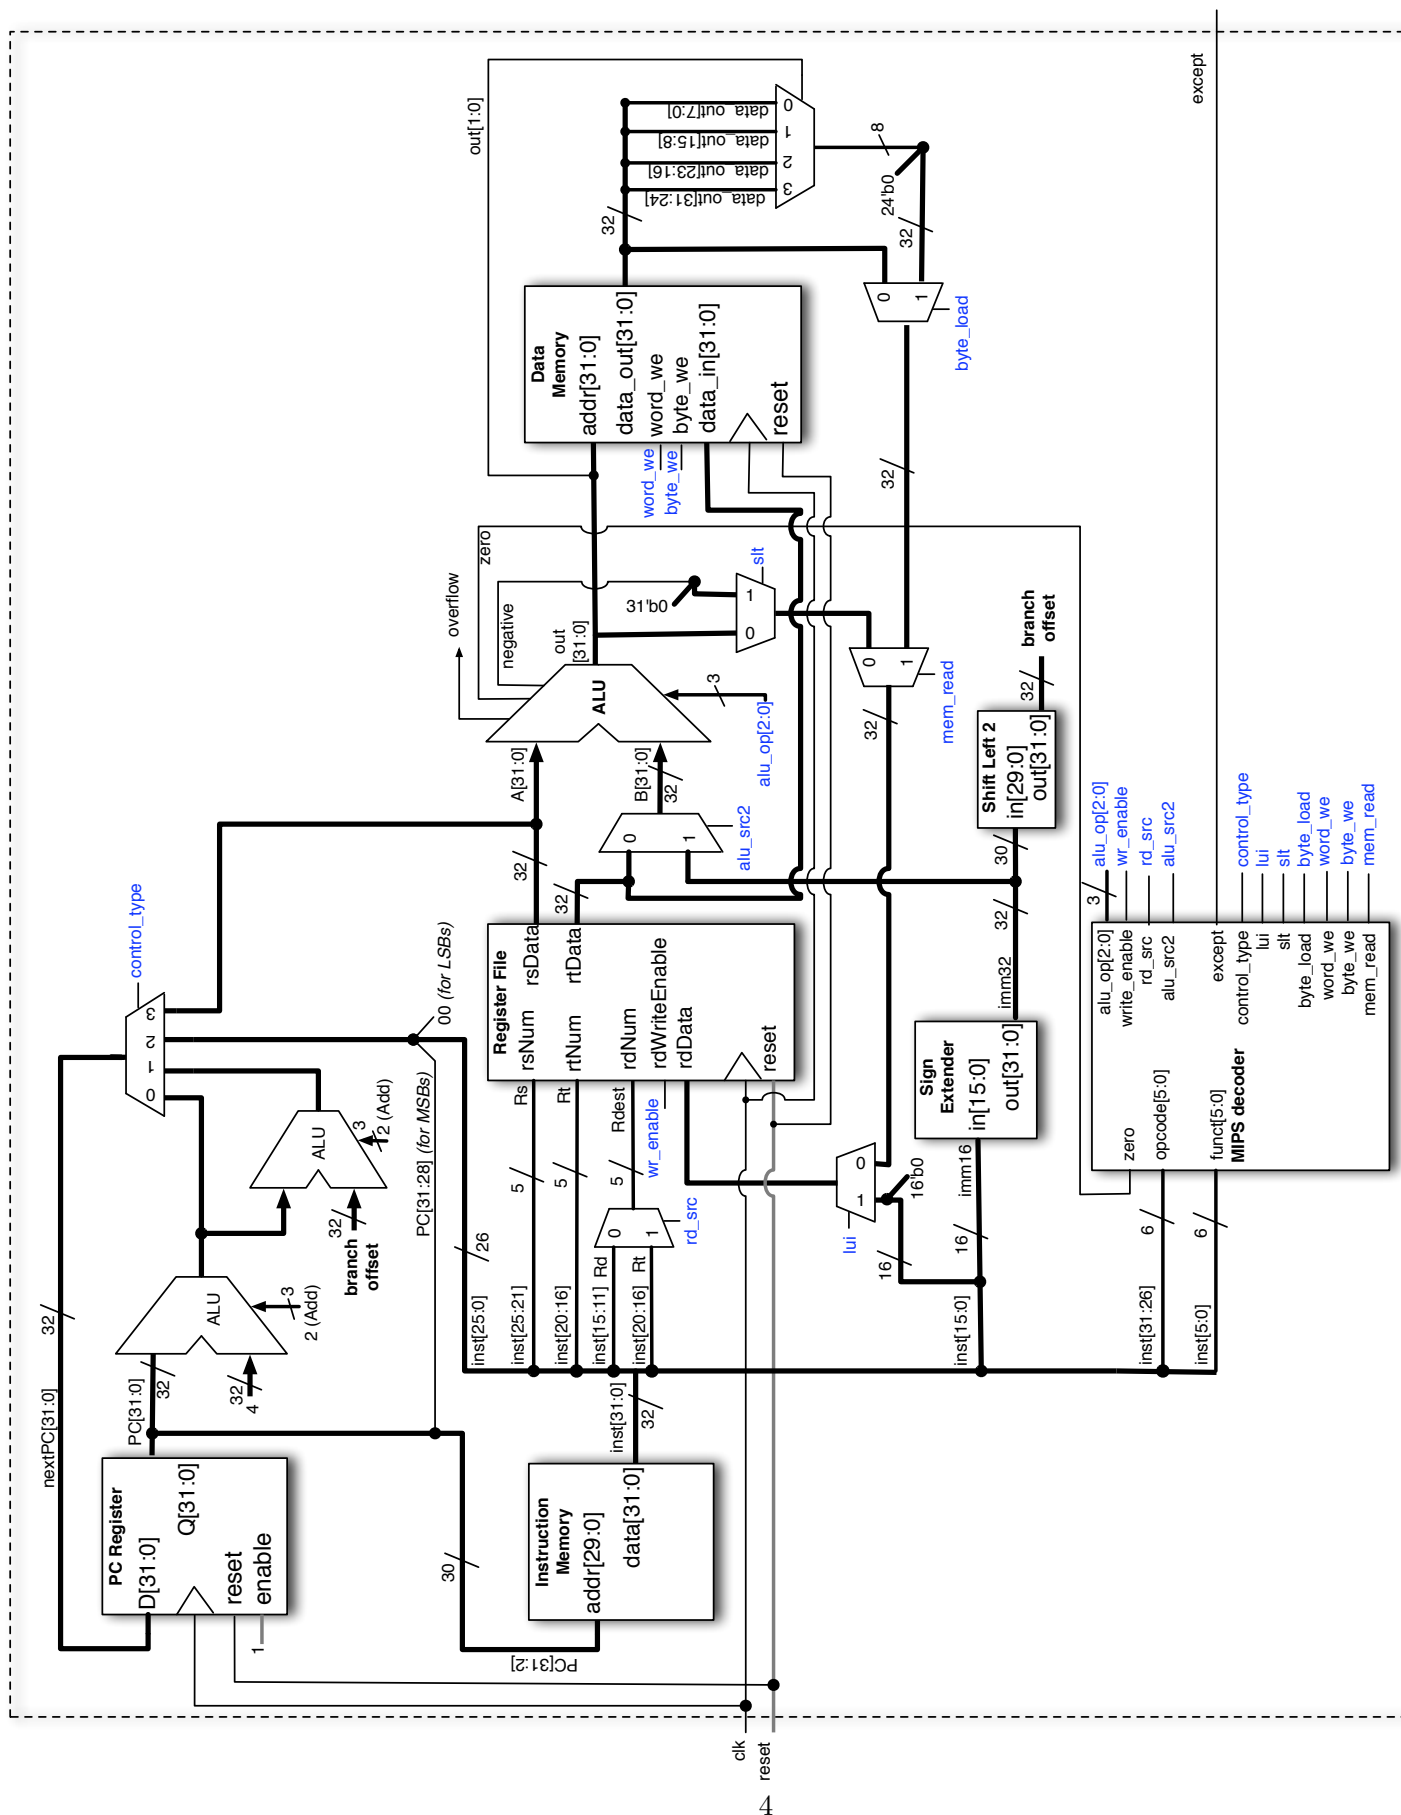 nextPC[31:0]
32
PC Register
D[31:0]
Q[31:0]
reset
enable
1
PC[31:0]
32
32
4
ALU
3
2 (Add)
branch
offset
32
ALU
3
2 (Add)
0
1
2
3
control_type
00 (for LSBs)
PC[31:28] (for MSBs)
26
inst[25:0]
30
PC[31:2]
Instruction
Memory
addr[29:0]
data[31:0]
inst[31:0]
32
inst[25:21]
5
Rs
inst[20:16]
5
Rt
inst[15:11]
Rd
inst[20:16]
Rt
0
1
rd_src
5
Rdest
wr_enable
Register File
rsNum
rsData
rtNum
rtData
rdNum
rdWriteEnable
rdData
reset
32
32
A[31:0]
B[31:0]
32
0
1
alu_src2
ALU
alu_op[2:0]
3
overflow
zero
negative
out
[31:0]
31'b0
0
1
slt
out[1:0]
Data
Memory
addr[31:0]
data_out[31:0]
word_we
byte_we
data_in[31:0]
reset
word_we
byte_we
32
data_out[31:24]
data_out[23:16]
data_out[15:8]
data_out[7:0]
3
2
1
0
8
24'b0
32
0
1
byte_load
32
0
1
mem_read
32
lui
1
0
16'b0
16
inst[15:0]
16
imm16
Sign
Extender
in[15:0]
out[31:0]
imm32
32
30
Shift Left 2
in[29:0]
out[31:0]
32
branch
offset
inst[31:26]
6
inst[5:0]
6
zero
opcode[5:0]
funct[5:0]
MIPS decoder
alu_op[2:0]
write_enable
rd_src
alu_src2
except
control_type
lui
slt
byte_load
word_we
byte_we
mem_read
3
alu_op[2:0]
wr_enable
rd_src
alu_src2
control_type
lui
slt
byte_load
word_we
byte_we
mem_read
except
clk
reset
4